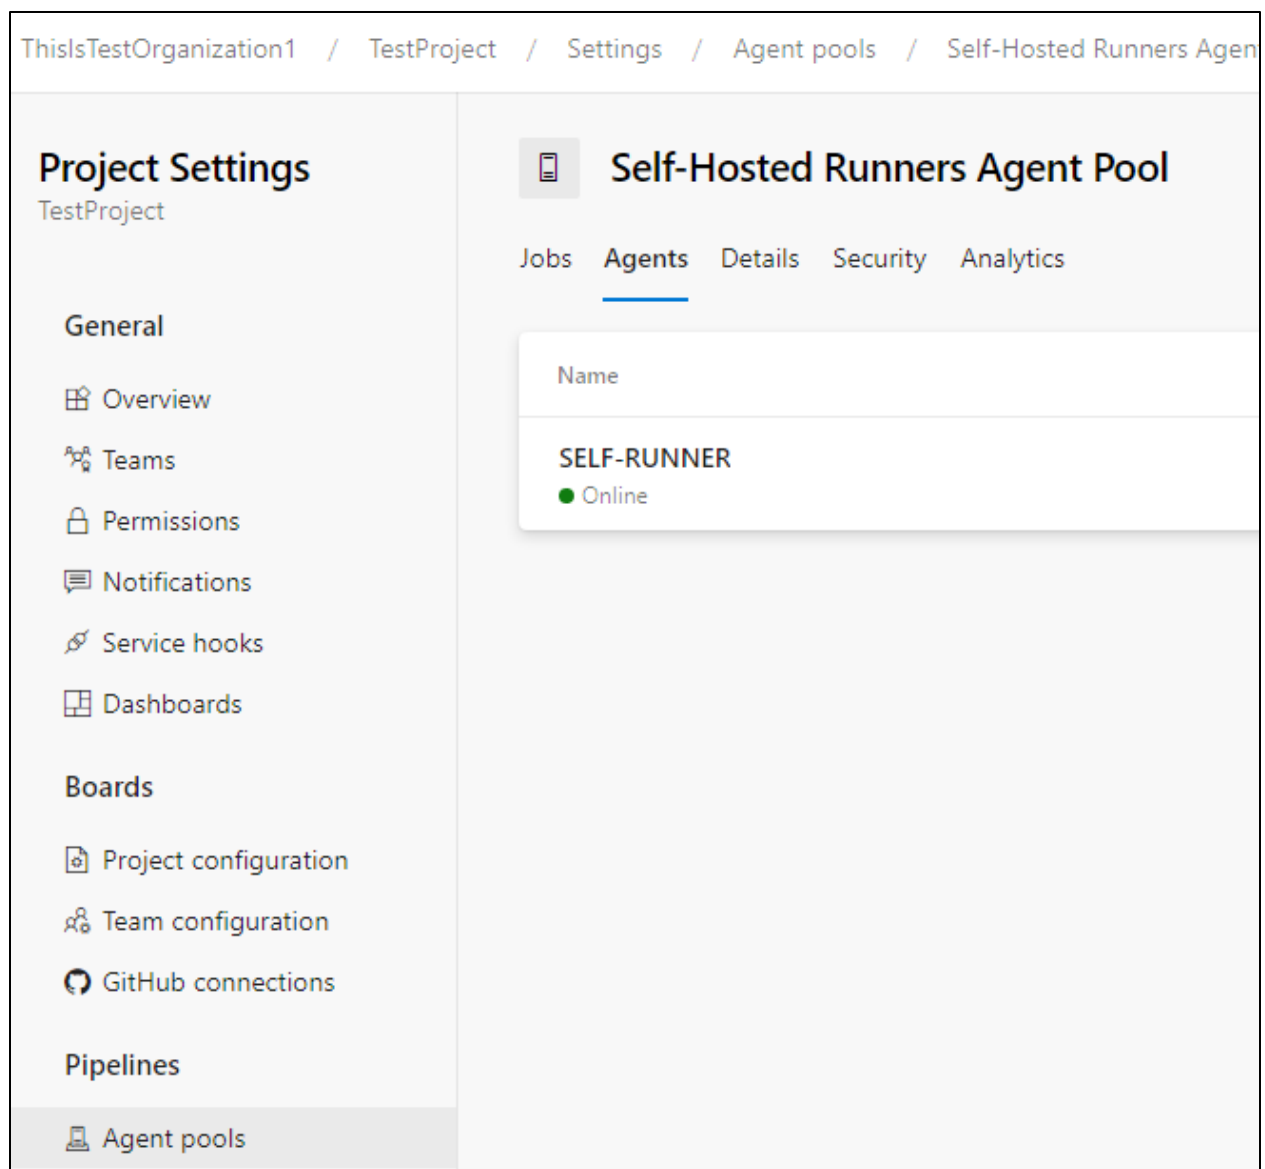 ThisIsTestOrganization1 / TestProject / Settings / Agent pools / Self-Hosted Runners Agen
Project Settings
TestProject
General
Overview
Teams
Permissions
Notifications
Service hooks
Dashboards
Boards
Project configuration
Team configuration
GitHub connections
Pipelines
Agent pools
Self-Hosted Runners Agent Pool
Jobs Agents Details Security Analytics
Name
SELF-RUNNER
Online